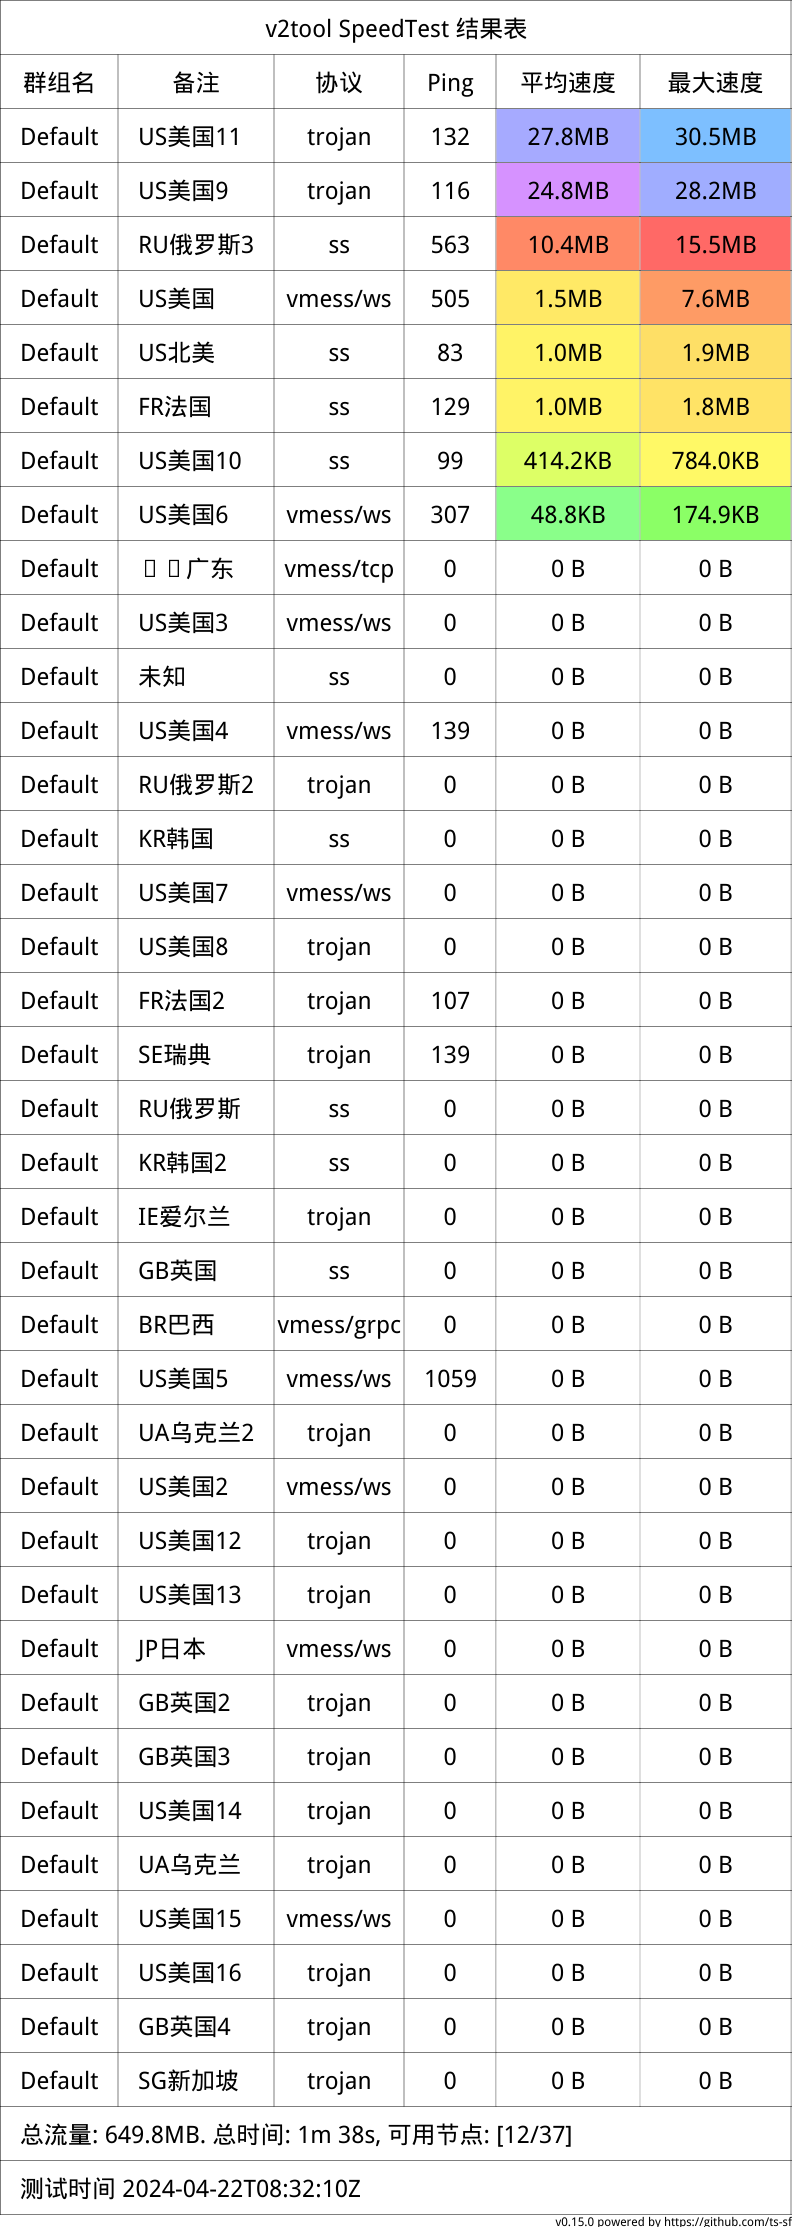 v2tool SpeedTest 结果表
群组名 备注 协议 Ping 平均速度 最大速度
Default US美国11 trojan 132 27.8MB 30.5MB
Default US美国9 trojan 116 24.8MB 28.2MB
Default RU俄罗斯3 ss 563 10.4MB 15.5MB
Default US美国 vmess/ws 505 1.5MB 7.6MB
Default US北美 ss 83 1.0MB 1.9MB
Default FR法国 ss 129 1.0MB 1.8MB
Default US美国10 ss 99 414.2KB 784.0KB
Default US美国6 vmess/ws 307 48.8KB 174.9KB
Default 广东 vmess/tcp 0 0 B 0 B
Default US美国3 vmess/ws 0 0 B 0 B
Default 未知 ss 0 0 B 0 B
Default US美国4 vmess/ws 139 0 B 0 B
Default RU俄罗斯2 trojan 0 0 B 0 B
Default KR韩国 ss 0 0 B 0 B
Default US美国7 vmess/ws 0 0 B 0 B
Default US美国8 trojan 0 0 B 0 B
Default FR法国2 trojan 107 0 B 0 B
Default SE瑞典 trojan 139 0 B 0 B
Default RU俄罗斯 ss 0 0 B 0 B
Default KR韩国2 ss 0 0 B 0 B
Default IE爱尔兰 trojan 0 0 B 0 B
Default GB英国 ss 0 0 B 0 B
Default BR巴西 vmess/grpc 0 0 B 0 B
Default US美国5 vmess/ws 1059 0 B 0 B
Default UA乌克兰2 trojan 0 0 B 0 B
Default US美国2 vmess/ws 0 0 B 0 B
Default US美国12 trojan 0 0 B 0 B
Default US美国13 trojan 0 0 B 0 B
Default JP日本 vmess/ws 0 0 B 0 B
Default GB英国2 trojan 0 0 B 0 B
Default GB英国3 trojan 0 0 B 0 B
Default US美国14 trojan 0 0 B 0 B
Default UA乌克兰 trojan 0 0 B 0 B
Default US美国15 vmess/ws 0 0 B 0 B
Default US美国16 trojan 0 0 B 0 B
Default GB英国4 trojan 0 0 B 0 B
Default SG新加坡 trojan 0 0 B 0 B
总流量: 649.8MB. 总时间: 1m 38s, 可用节点: [12/37]
测试时间 2024-04-22T08:32:10Z
v0.15.0 powered by https://github.com/ts-sf